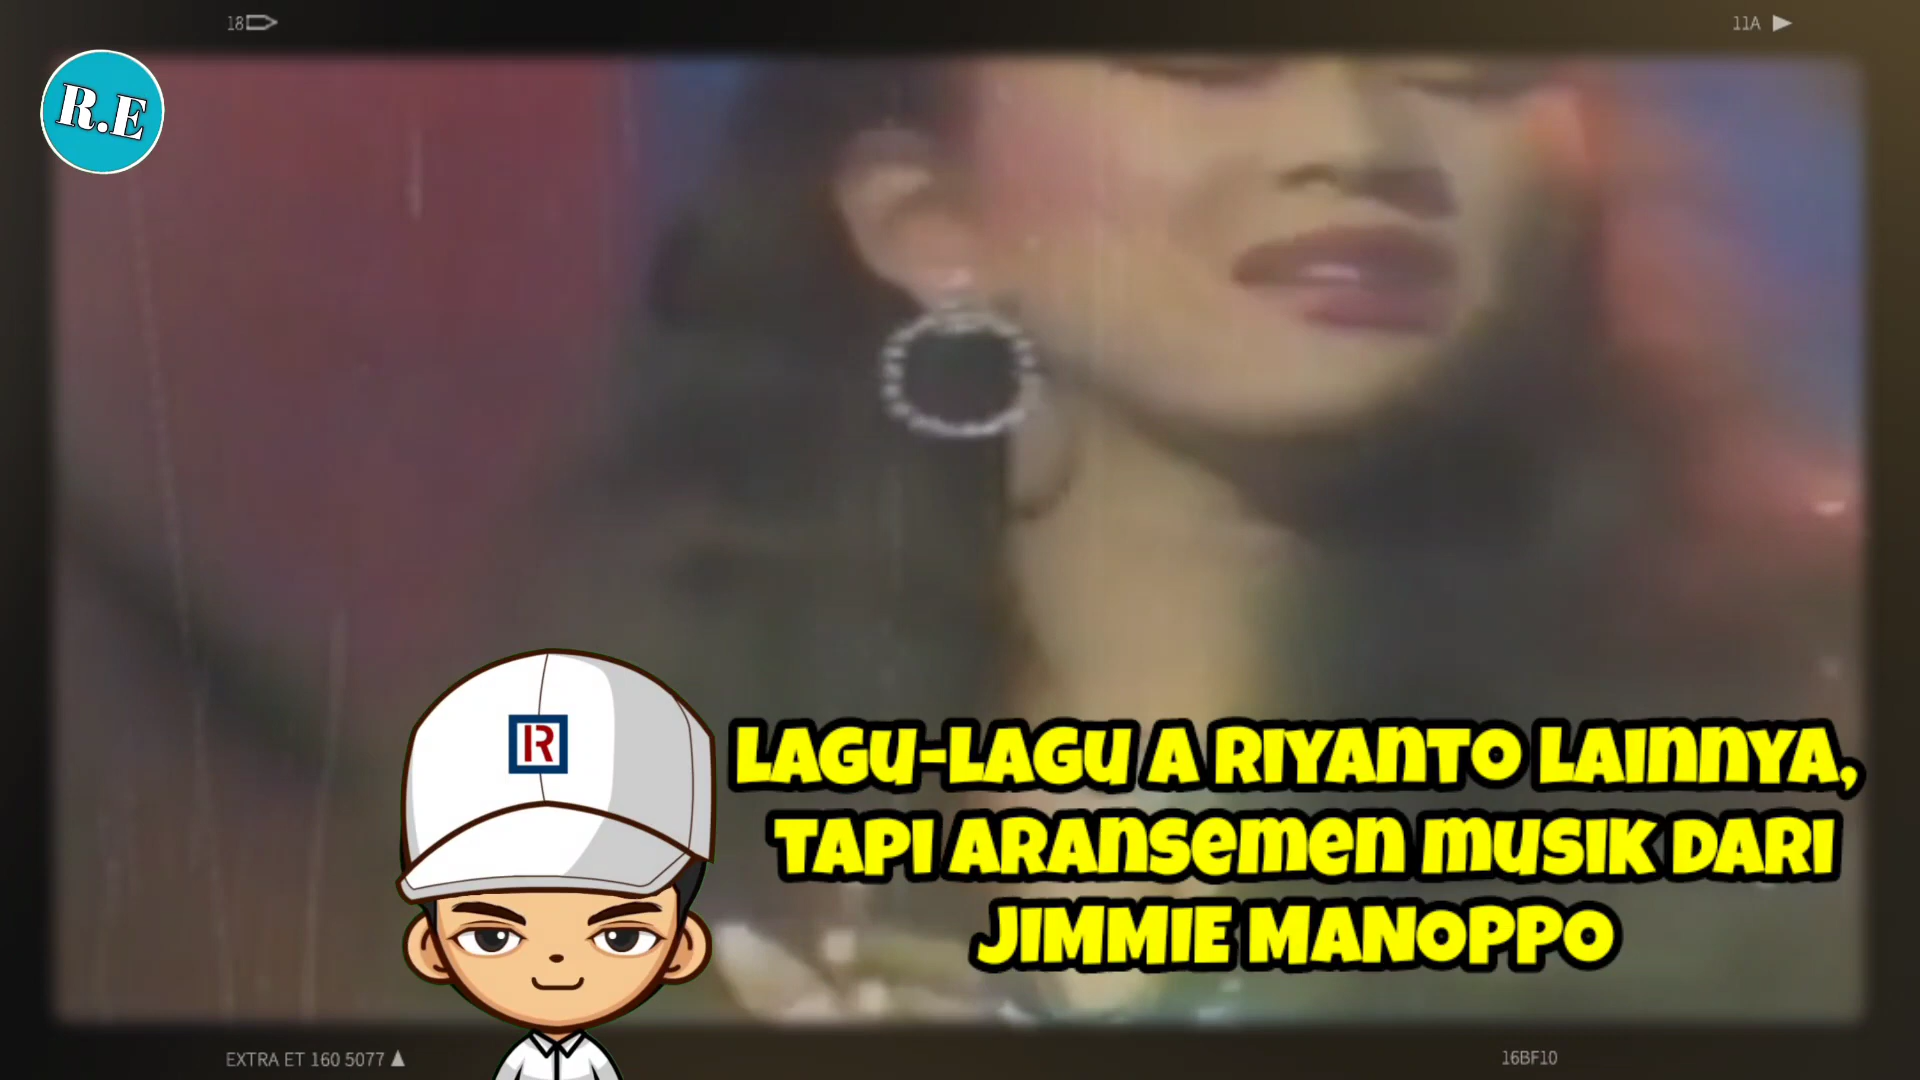 18
11A
R.E
R
LAGU-LAGU A RIYANTO LAINNYA,
TAPI ARANSEMEN MUSIK DARI
JIMMIE MANOPPO
EXTRA ET 160 5077
16BF10